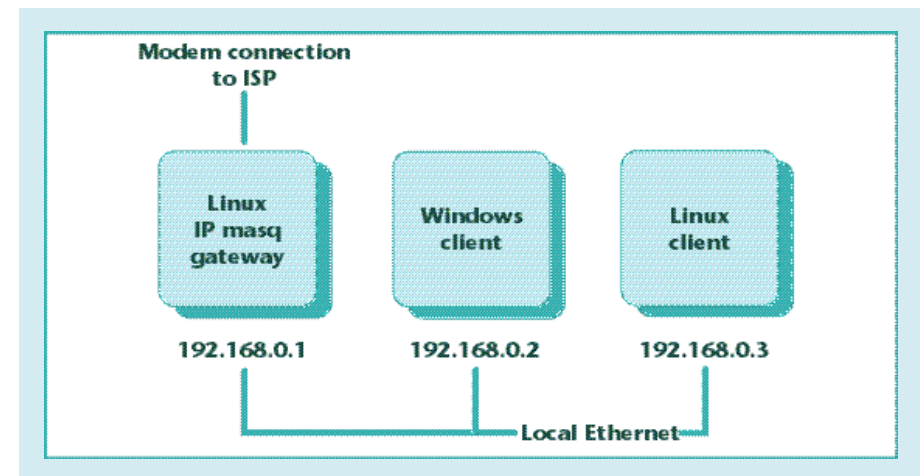 Modem connection
to ISP
Linux
IP masq
gateway
Windows
client
Linux
client
192.168.0.1
192.168.0.2
192.168.0.3
Local Ethernet